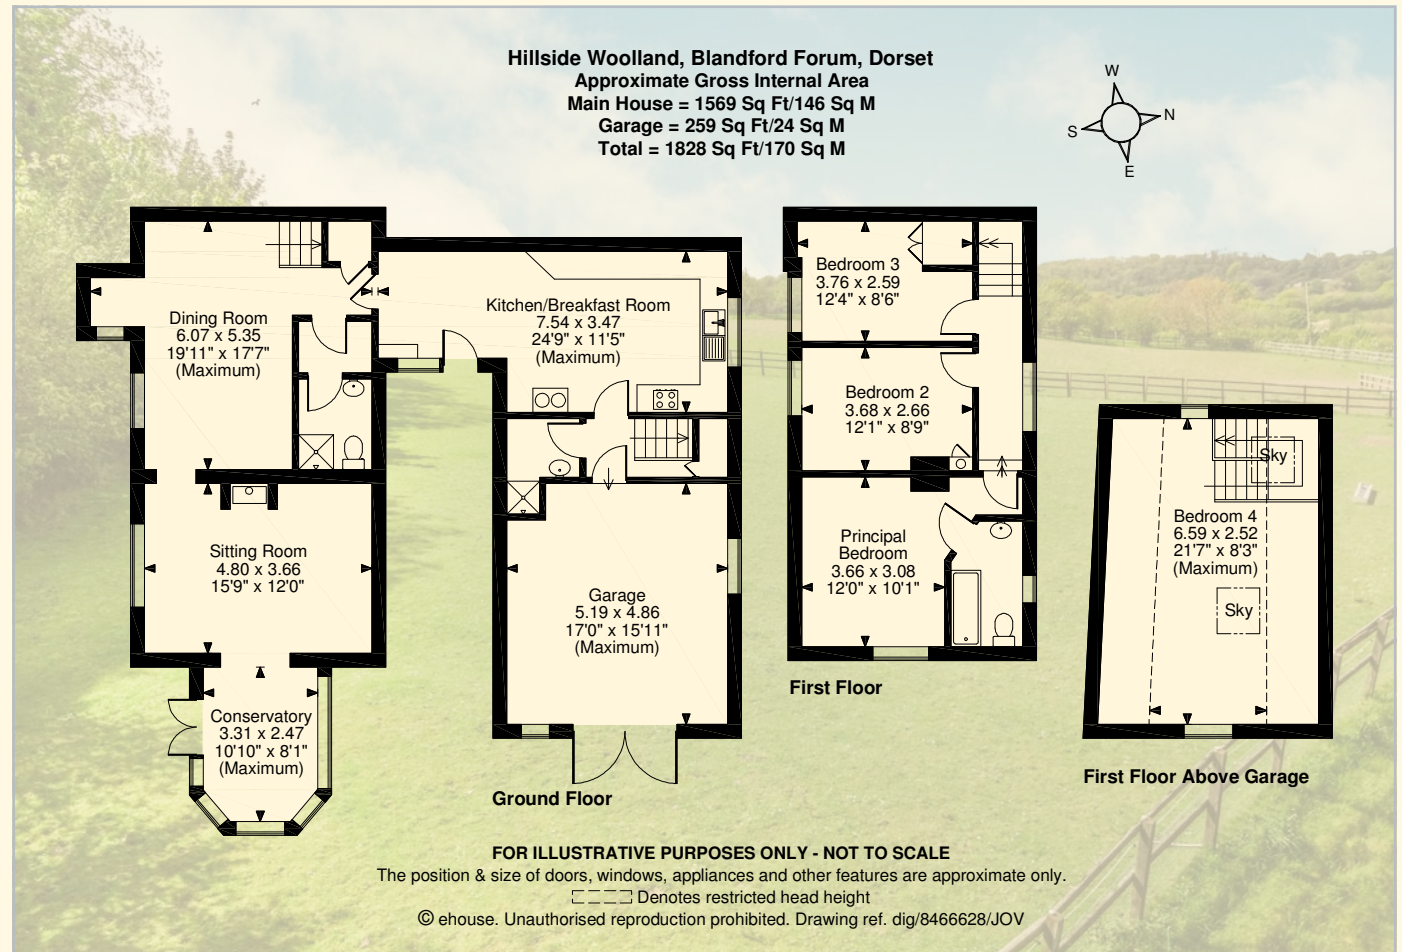 Hillside Woolland, Blandford Forum, Dorset
Approximate Gross Internal Area
Main House = 1569 Sq Ft/146 Sq M
Garage = 259 Sq Ft/24 Sq M
Total = 1828 Sq Ft/170 Sq M
W
N
S
E
Dining Room
6.07 x 5.35
19'11" x 17'7"
(Maximum)
Kitchen/Breakfast Room
7.54 x 3.47
24'9" x 11'5"
(Maximum)
Sitting Room
4.80 x 3.66
15'9" x 12'0"
Garage
5.19 x 4.86
17'0" x 15'11"
(Maximum)
Conservatory
3.31 x 2.47
10'10" x 8'1"
(Maximum)
Ground Floor
Bedroom 3
3.76 x 2.59
12'4" x 8'6"
Bedroom 2
3.68 x 2.66
12'1" x 8'9"
Principal
Bedroom
3.66 x 3.08
12'0" x 10'1"
First Floor
Sky
Bedroom 4
6.59 x 2.52
21'7" x 8'3"
(Maximum)
Sky
First Floor Above Garage
FOR ILLUSTRATIVE PURPOSES ONLY - NOT TO SCALE
The position & size of doors, windows, appliances and other features are approximate only.
Denotes restricted head height
© ehouse. Unauthorised reproduction prohibited. Drawing ref. dig/8466628/JOV